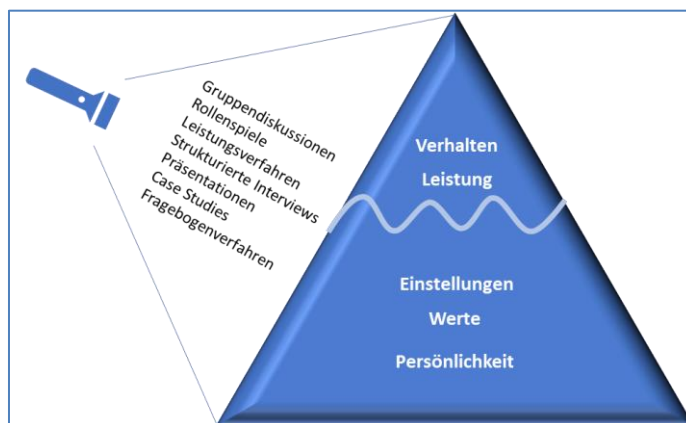 Gruppendiskussionen
Rollenspiele
Leistungsverfahren
Strukturierte Interviews
Präsentationen
Case Studies
Fragebogenverfahren
Verhalten
Leistung
Einstellungen
Werte
Persönlichkeit